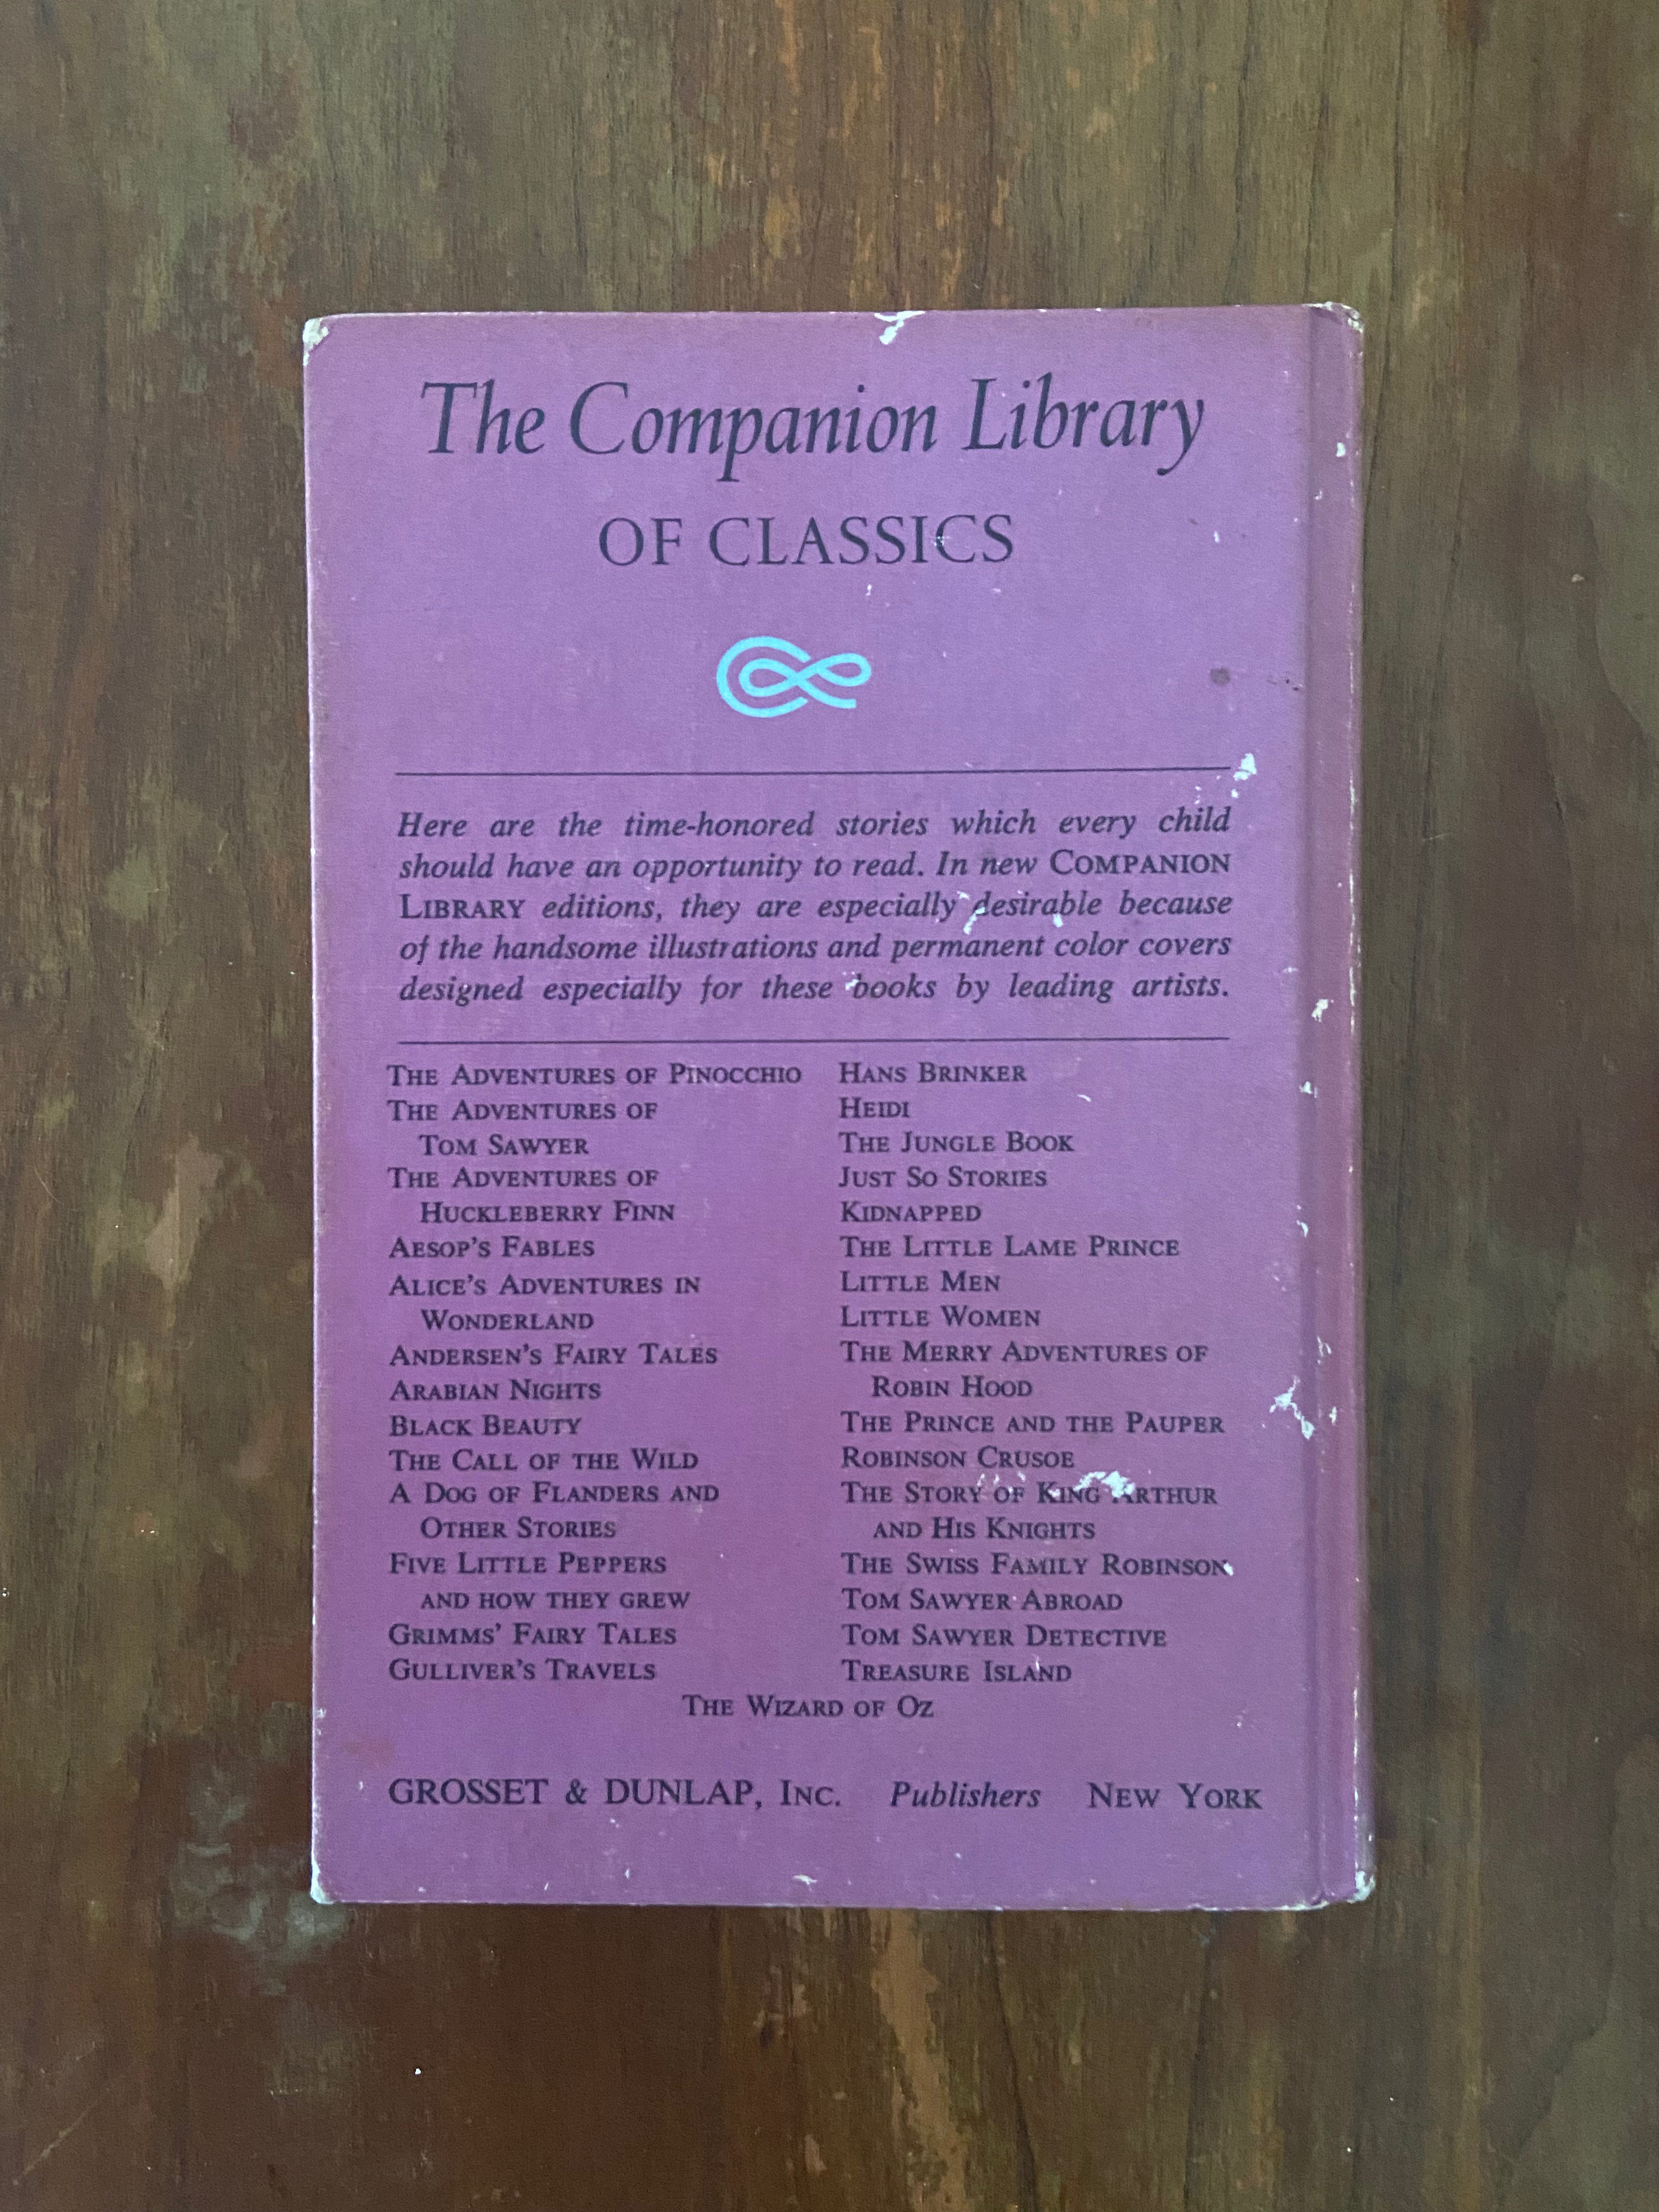 The Companion Library
OF CLASSICS
Here are the time-honored stories which every child
should have an opportunity to read. In new COMPANION
LIBRARY editions, they are especially desirable because
of the handsome illustrations and permanent color covers
designed especially for these books by leading artists.
THE ADVENTURES OF PINOCCHIO
THE ADVENTURES OF
TOM SAWYER
THE ADVENTURES OF
HUCKLEBERRY FINN
AESOP'S FABLES
ALICE'S ADVENTURES IN
WONDERLAND
ANDERSEN'S FAIRY TALES
ARABIAN NIGHTS
BLACK BEAUTY
THE CALL OF THE WILD
A DOG OF FLANDERS AND
OTHER STORIES
FIVE LITTLE PEPPERS
AND HOW THEY GREW
GRIMMS' FAIRY TALES
GULLIVER'S TRAVELS
HANS BRINKER
HEIDI
THE JUNGLE BOOK
JUST SO STORIES
KIDNAPPED
THE LITTLE LAME PRINCE
LITTLE MEN
LITTLE WOMEN
THE MERRY ADVENTURES OF
ROBIN HOOD
THE PRINCE AND THE PAUPER
ROBINSON CRUSOE
THE STORY OF KING ARTHUR
AND HIS KNIGHTS
THE SWISS FAMILY ROBINSON
TOM SAWYER ABROAD
TOM SAWYER DETECTIVE
TREASURE ISLAND
THE WIZARD OF OZ
GROSSET & DUNLAP, INC. Publishers NEW YORK